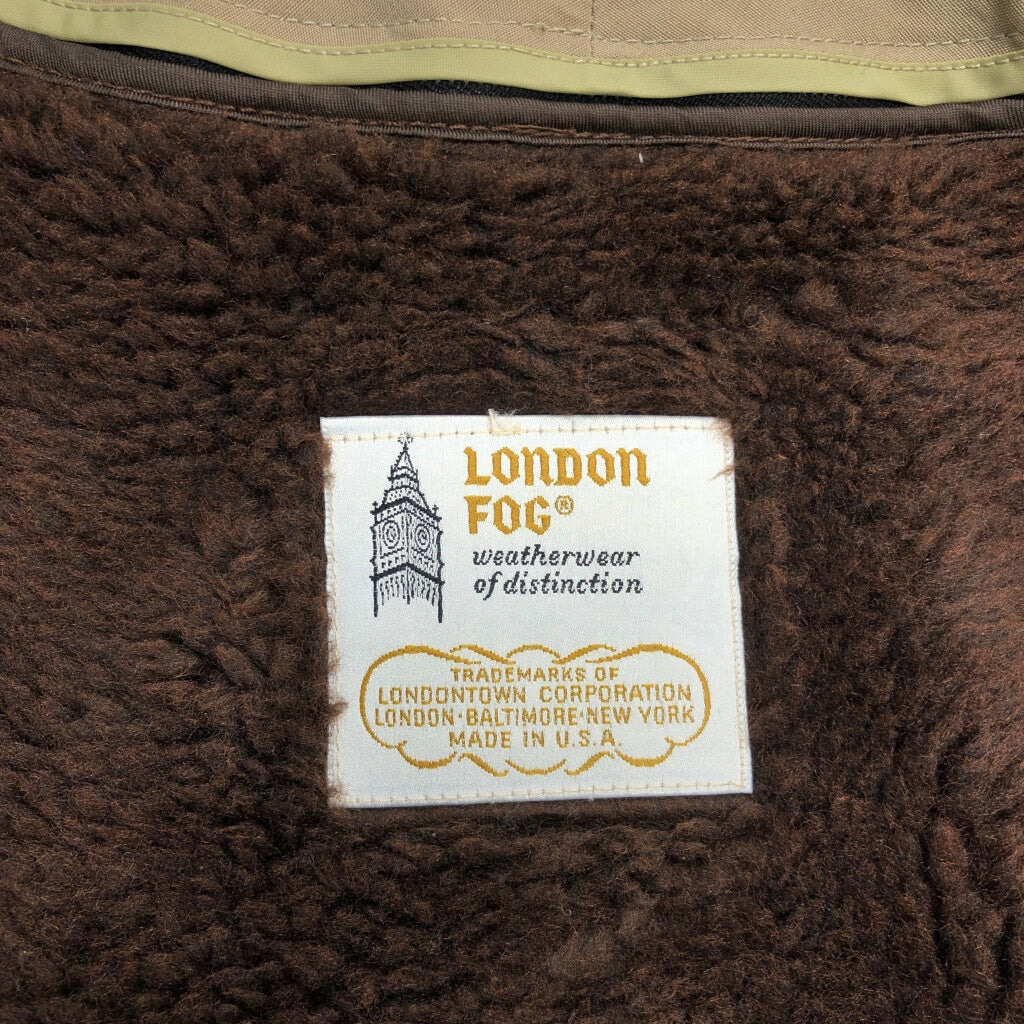 LONDON
FOG®
weatherwear
of distinction
TRADEMARKS OF
LONDONTOWN CORPORATION
LONDON·BALTIMORE·NEW YORK
MADE IN U.S.A.